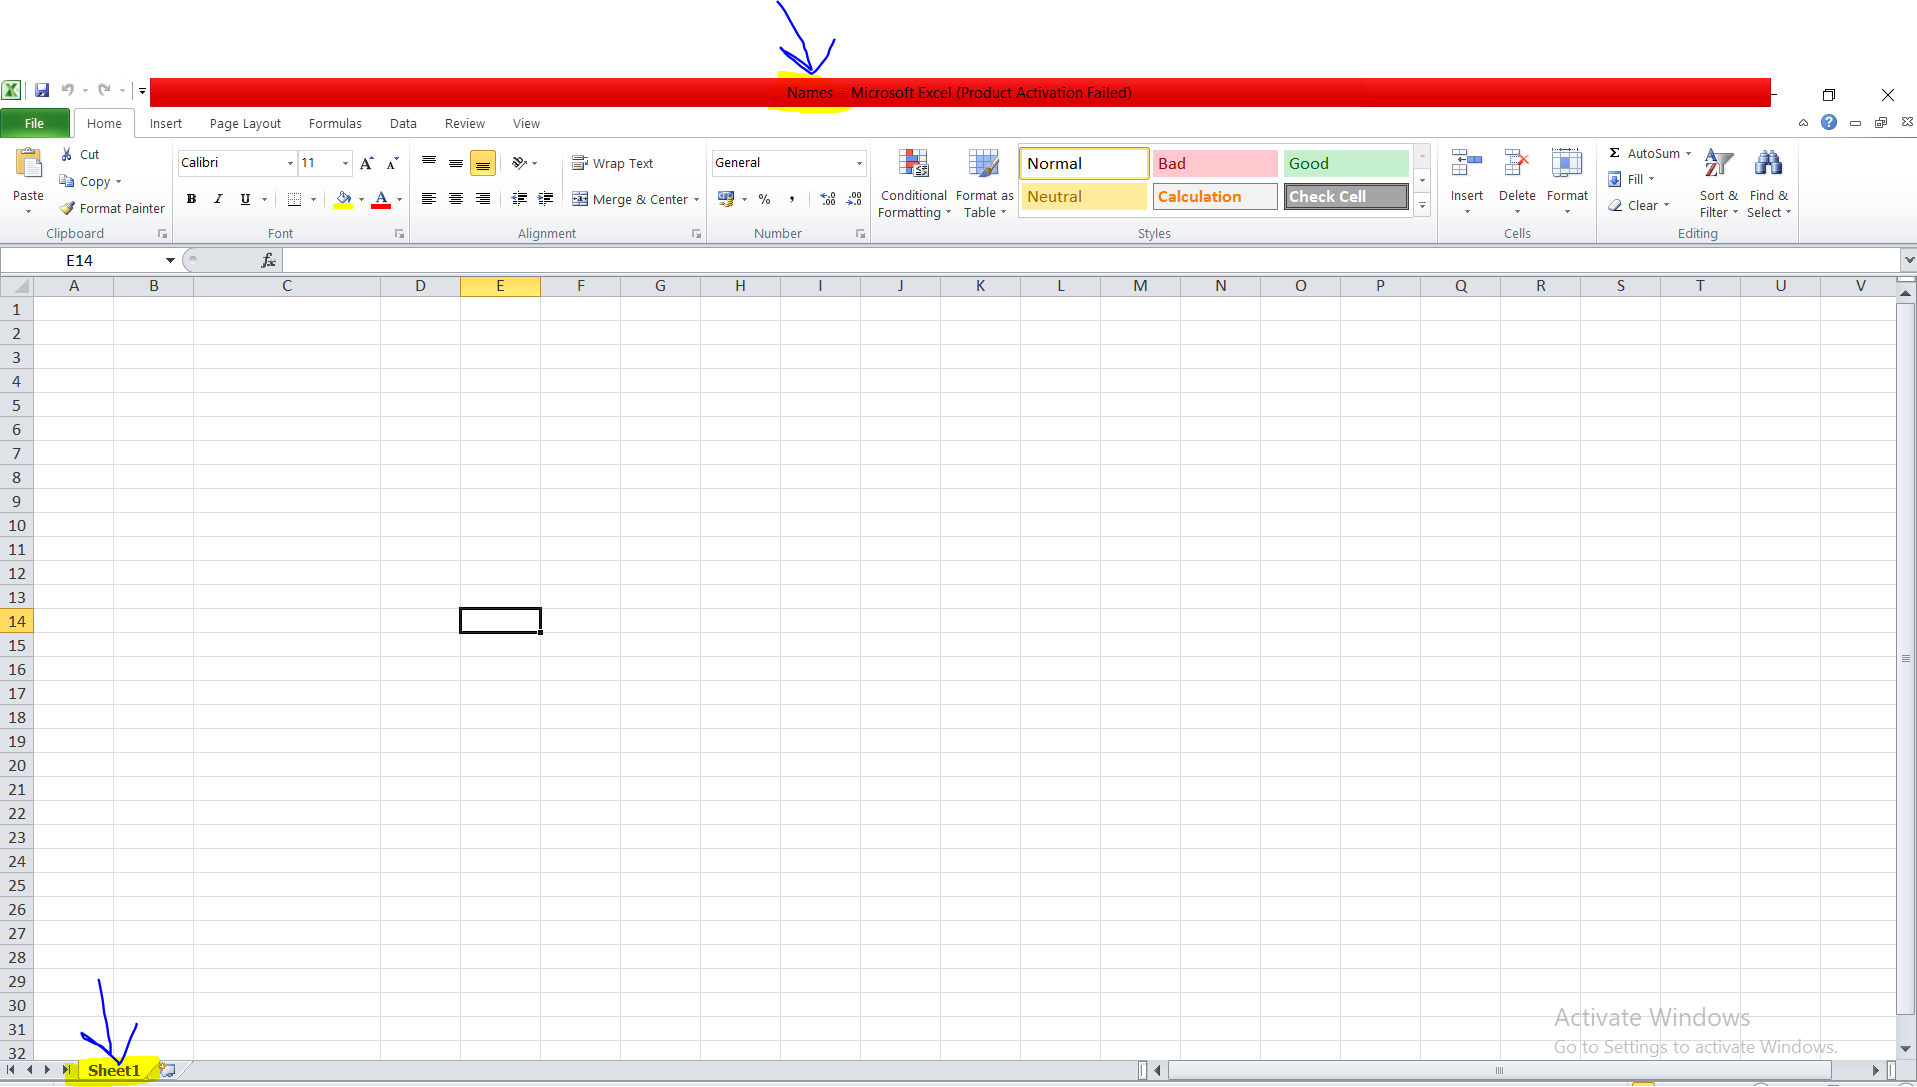 Names - Microsoft Excel (Product Activation Failed)
File Home Insert Page Layout Formulas Data Review View
Paste
Cut
Copy
Format Painter
Clipboard
Calibri 11
B I U
Font
Wrap Text
Merge & Center
Alignment
General
% ,
Number
Conditional Formatting
Format as Table
Normal Bad Good
Neutral Calculation Check Cell
Styles
Insert Delete Format
Cells
Σ AutoSum
Fill
Clear
Sort & Filter
Find & Select
Editing
E14 fx
A B C D E F G H I J K L M N O P Q R S T U V
1
2
3
4
5
6
7
8
9
10
11
12
13
14
15
16
17
18
19
20
21
22
23
24
25
26
27
28
29
30
31
32
Activate Windows
Go to Settings to activate Windows.
Sheet1